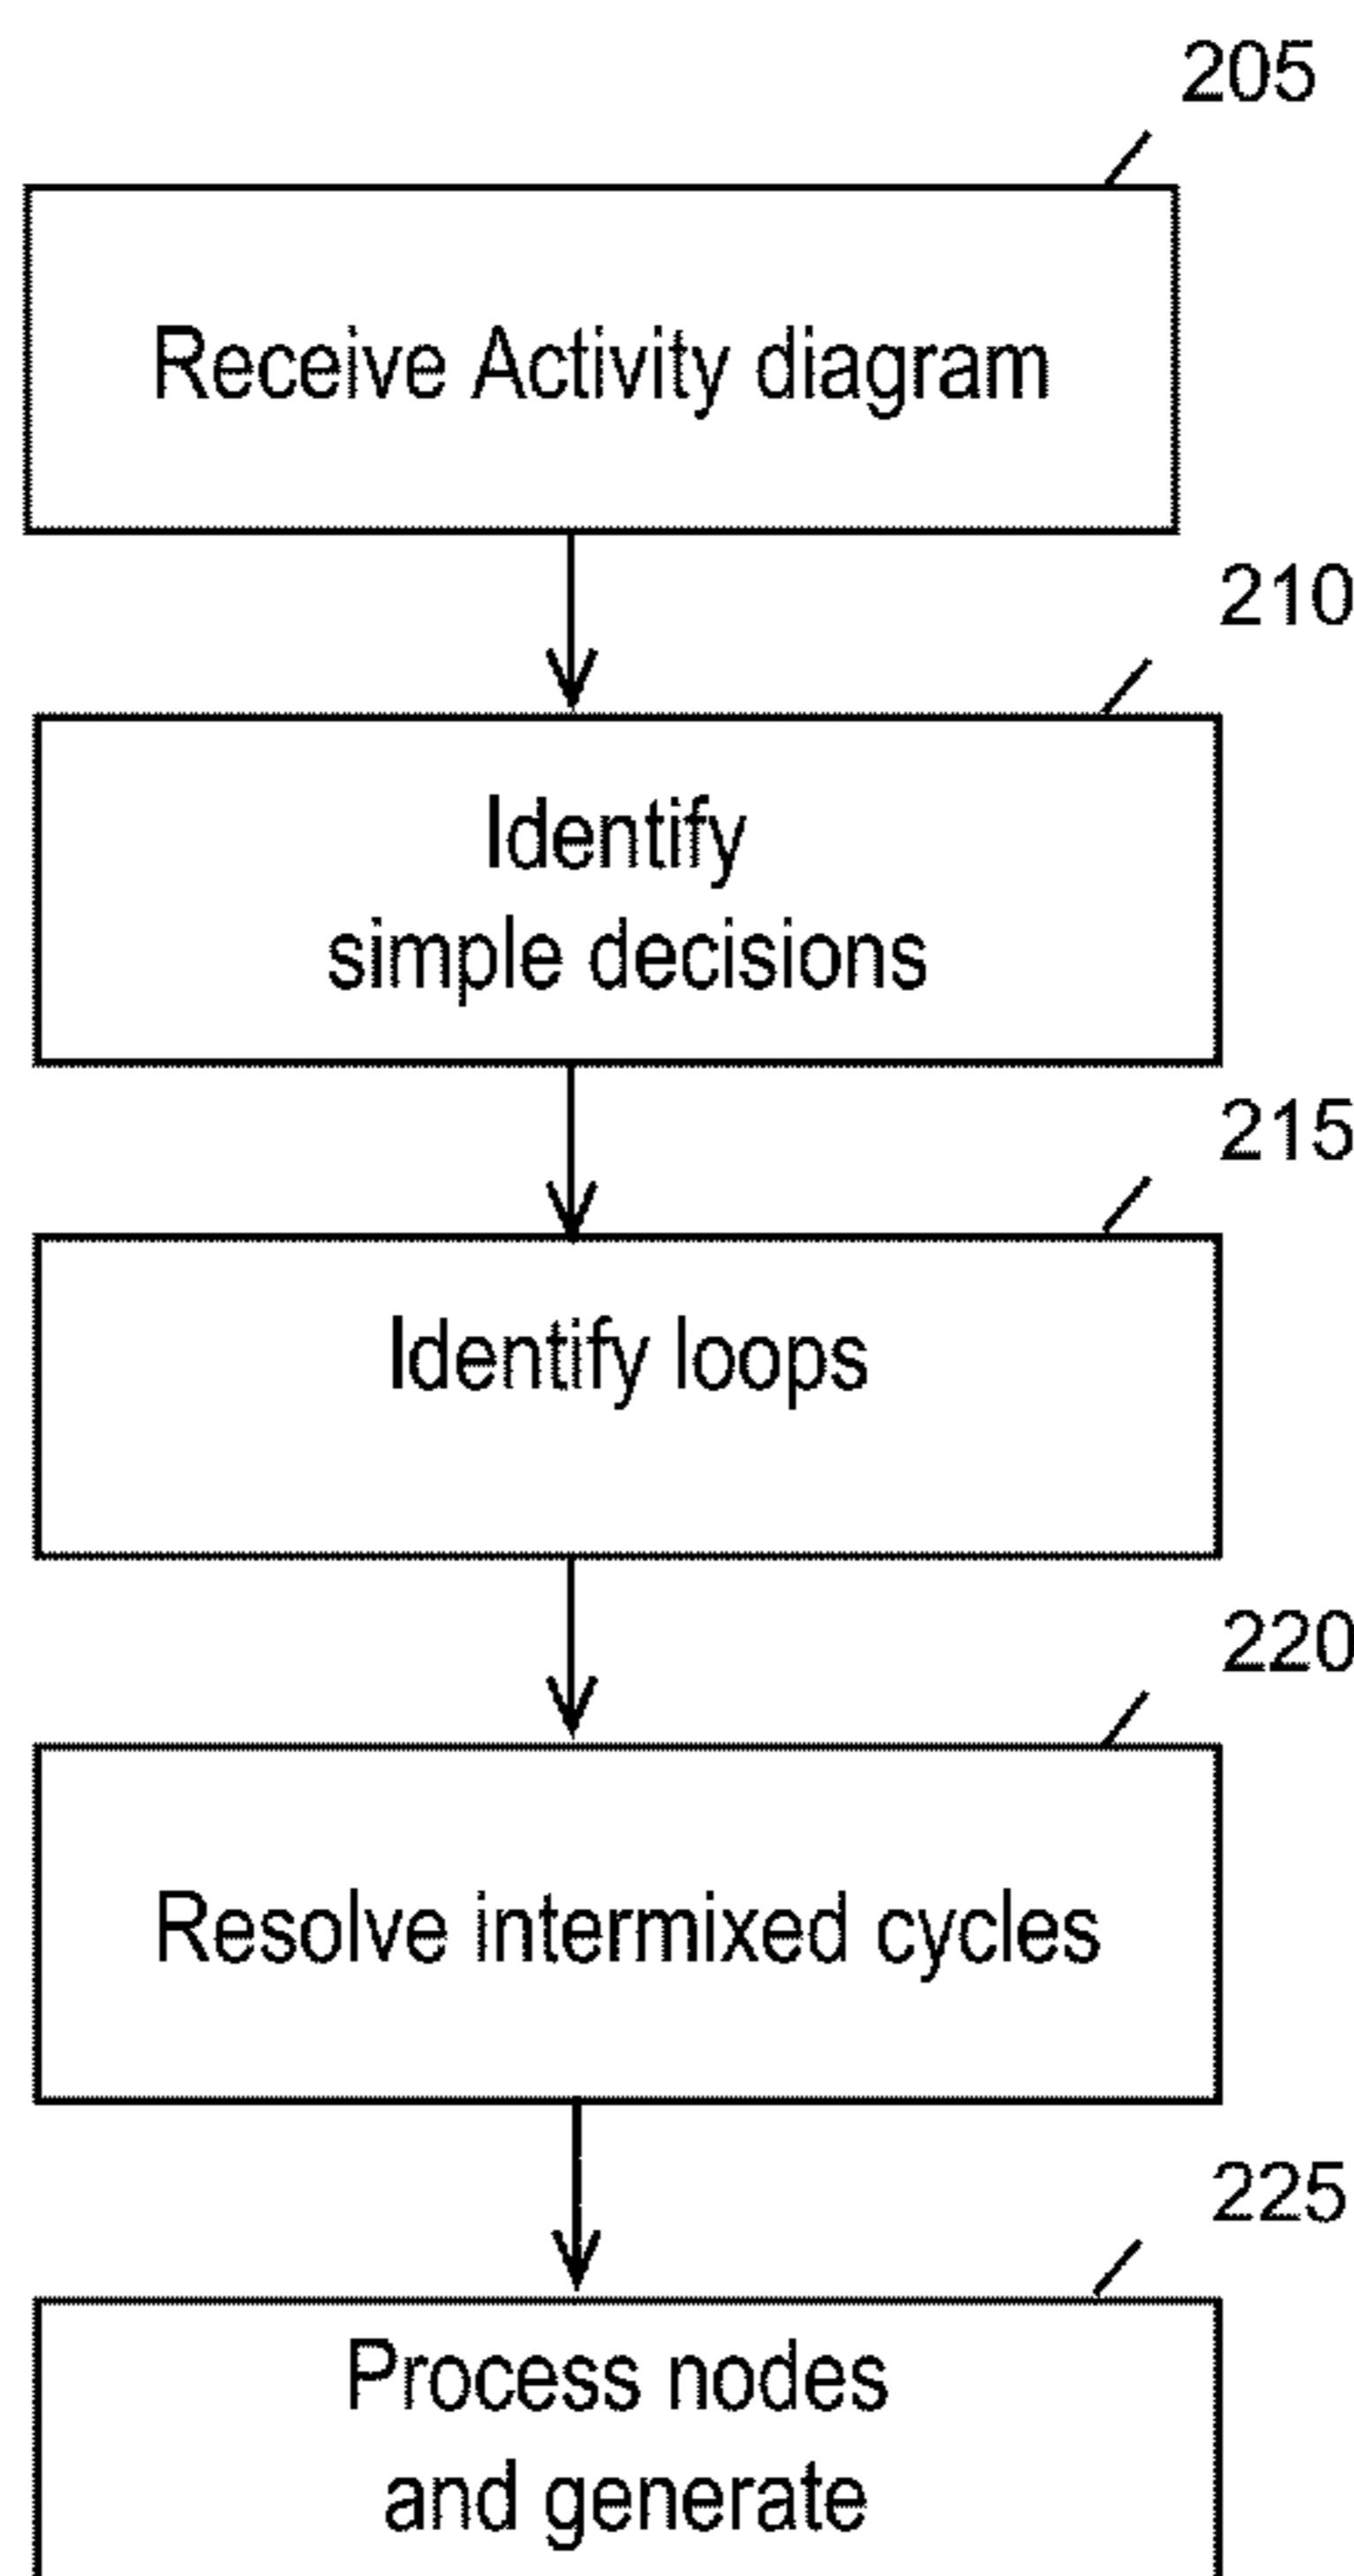 205
Receive Activity diagram
210
Identify
simple decisions
215
Identify loops
220
Resolve intermixed cycles
225
Process nodes
and generate